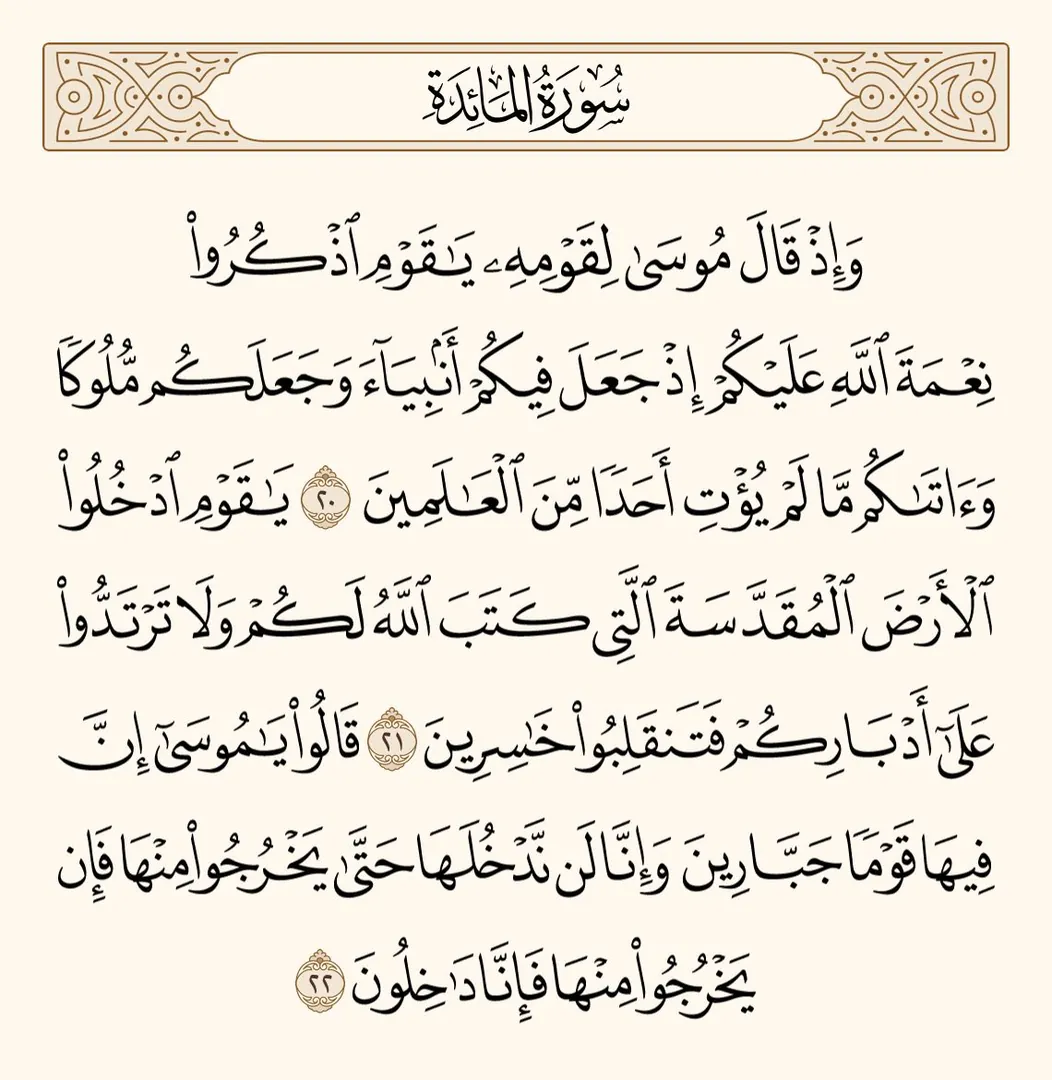 سُورَةُ المَائِدَةِ
وَإِذۡ قَالَ مُوسَىٰ لِقَوۡمِهِۦ يَٰقَوۡمِ ٱذۡكُرُواْ
نِعۡمَةَ ٱللَّهِ عَلَيۡكُمۡ إِذۡ جَعَلَ فِيكُمۡ أَنۢبِيَآءَ وَجَعَلَكُم مُّلُوكٗا
وَءَاتَىٰكُم مَّا لَمۡ يُؤۡتِ أَحَدٗا مِّنَ ٱلۡعَٰلَمِينَ ٢٠ يَٰقَوۡمِ ٱدۡخُلُواْ
ٱلۡأَرۡضَ ٱلۡمُقَدَّسَةَ ٱلَّتِي كَتَبَ ٱللَّهُ لَكُمۡ وَلَا تَرۡتَدُّواْ
عَلَىٰٓ أَدۡبَارِكُمۡ فَتَنقَلِبُواْ خَٰسِرِينَ ٢١ قَالُواْ يَٰمُوسَىٰٓ إِنَّ
فِيهَا قَوۡمٗا جَبَّارِينَ وَإِنَّا لَن نَّدۡخُلَهَا حَتَّىٰ يَخۡرُجُواْ مِنۡهَا فَإِن
يَخۡرُجُواْ مِنۡهَا فَإِنَّا دَٰخِلُونَ ٢٢